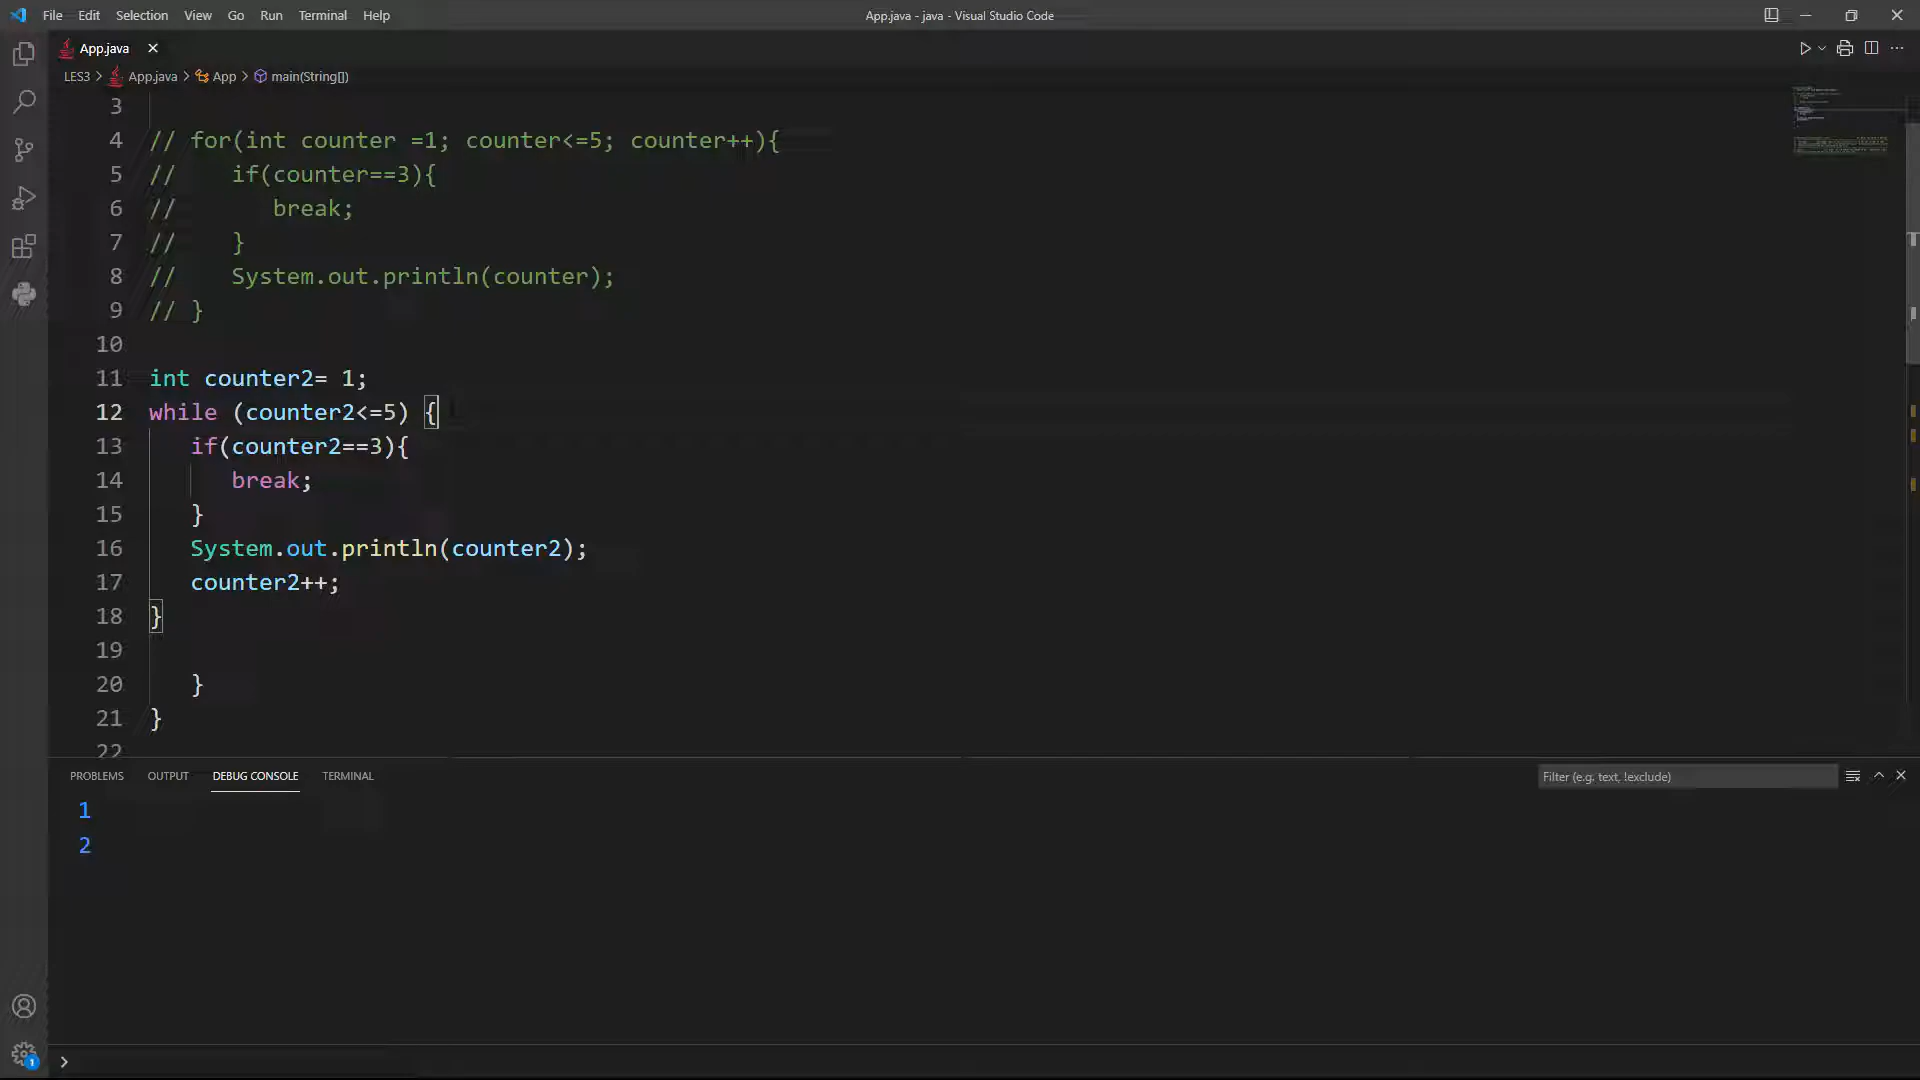 File Edit Selection View Go Run Terminal Help App.java - java - Visual Studio Code
App.java
LES3 > App.java > App > main(String[])
3
4 // for(int counter =1; counter<=5; counter++){
5 //    if(counter==3){
6 //       break;
7 //    }
8 //    System.out.println(counter);
9 // }
10
11 int counter2= 1;
12 while (counter2<=5) {
13    if(counter2==3){
14       break;
15    }
16    System.out.println(counter2);
17    counter2++;
18 }
19
20    }
21 }
22
PROBLEMS OUTPUT DEBUG CONSOLE TERMINAL Filter (e.g. text, !exclude)
1
2
1